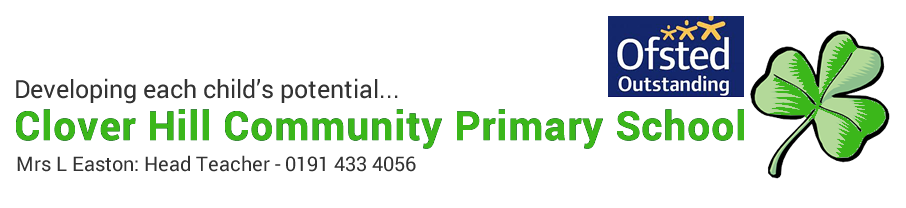 Ofsted
Outstanding
Developing each child's potential...
Clover Hill Community Primary School
Mrs L Easton: Head Teacher - 0191 433 4056